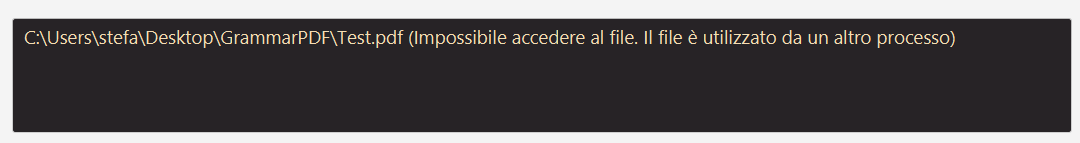 C:\Users\stefa\Desktop\GrammarPDF\Test.pdf (Impossibile accedere al file. Il file è utilizzato da un altro processo)